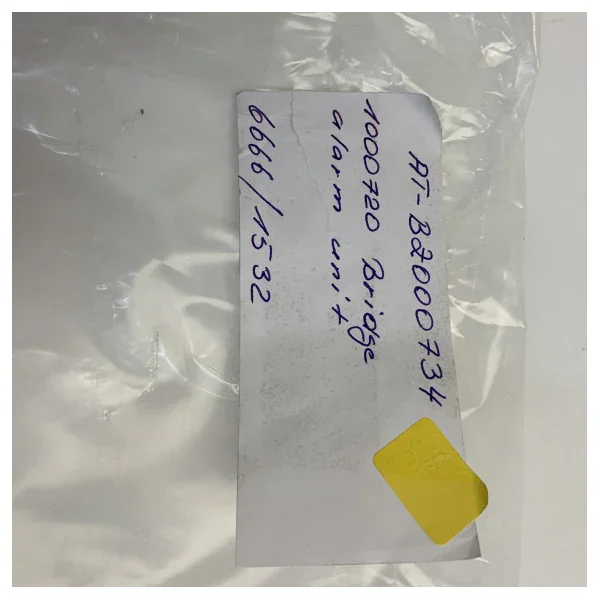 AT-B2000734
1000720 Bridge
alarm unit
6666/1532